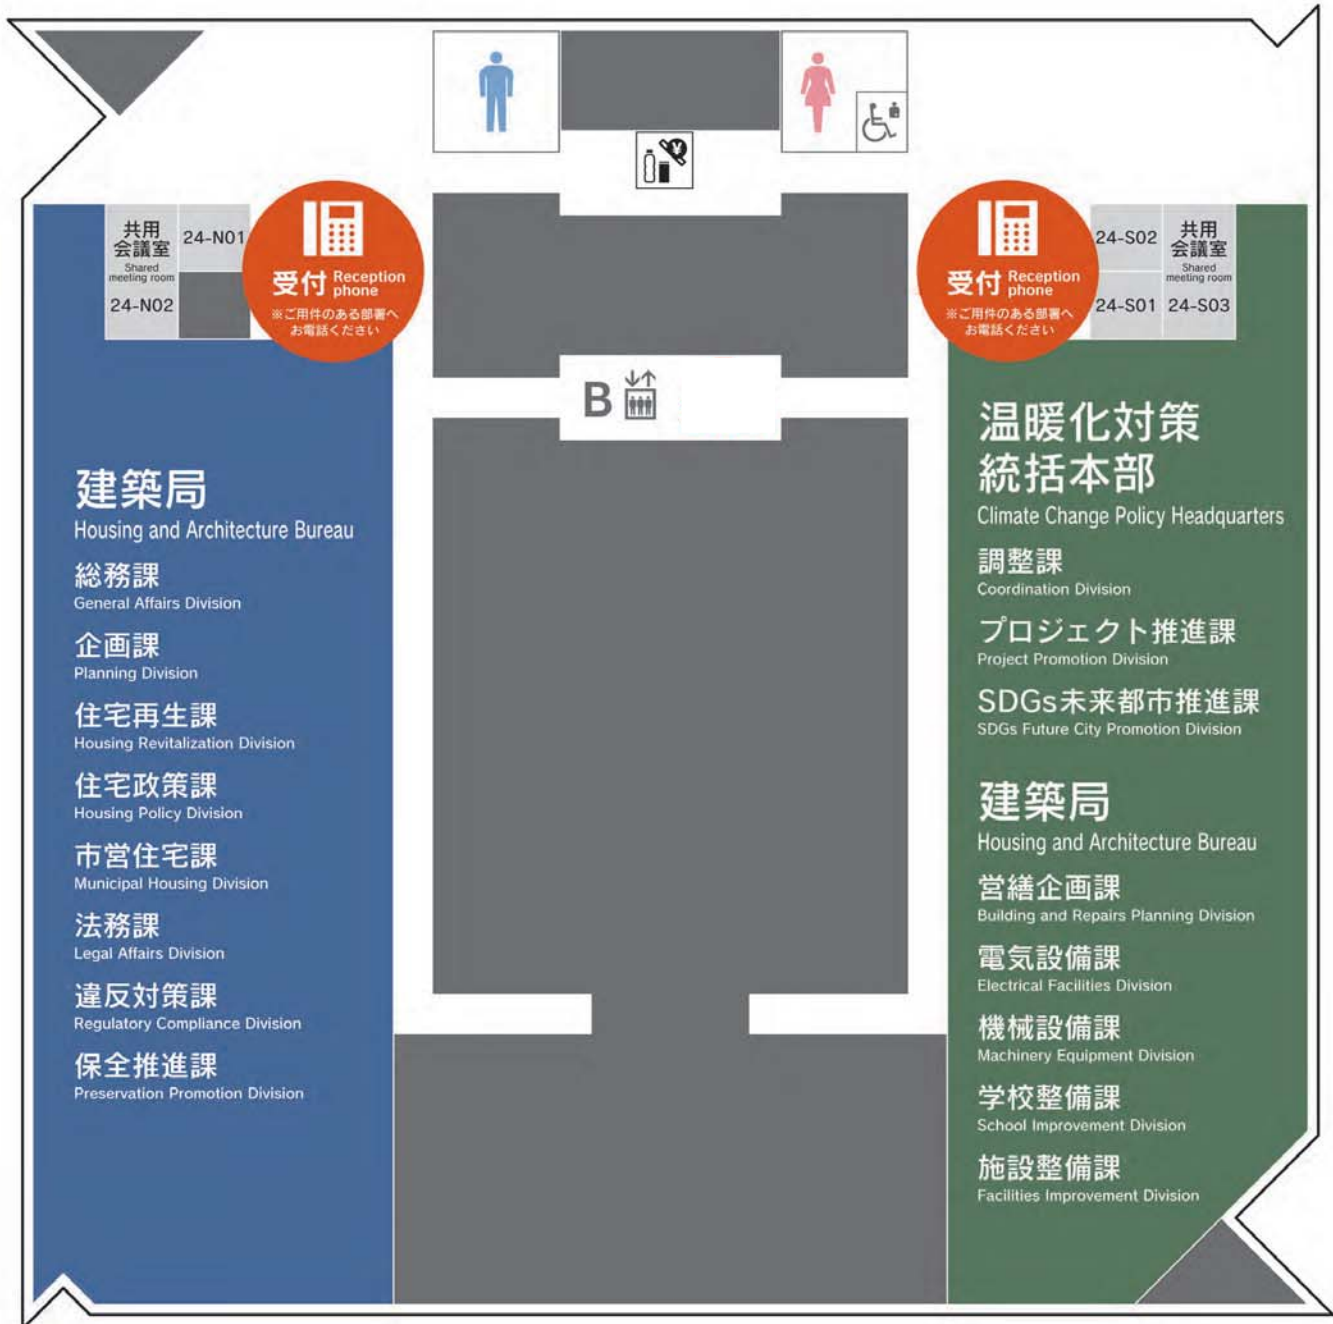 共用
会議室
Shared
meeting room
24-N01
24-N02
受付 Reception
phone
※ご用件のある部署へ
お電話ください
¥
受付 Reception
phone
※ご用件のある部署へ
お電話ください
24-S02
共用
会議室
Shared
meeting room
24-S01
24-S03
B
建築局
Housing and Architecture Bureau
総務課
General Affairs Division
企画課
Planning Division
住宅再生課
Housing Revitalization Division
住宅政策課
Housing Policy Division
市営住宅課
Municipal Housing Division
法務課
Legal Affairs Division
違反対策課
Regulatory Compliance Division
保全推進課
Preservation Promotion Division
温暖化対策
統括本部
Climate Change Policy Headquarters
調整課
Coordination Division
プロジェクト推進課
Project Promotion Division
SDGs未来都市推進課
SDGs Future City Promotion Division
建築局
Housing and Architecture Bureau
営繕企画課
Building and Repairs Planning Division
電気設備課
Electrical Facilities Division
機械設備課
Machinery Equipment Division
学校整備課
School Improvement Division
施設整備課
Facilities Improvement Division